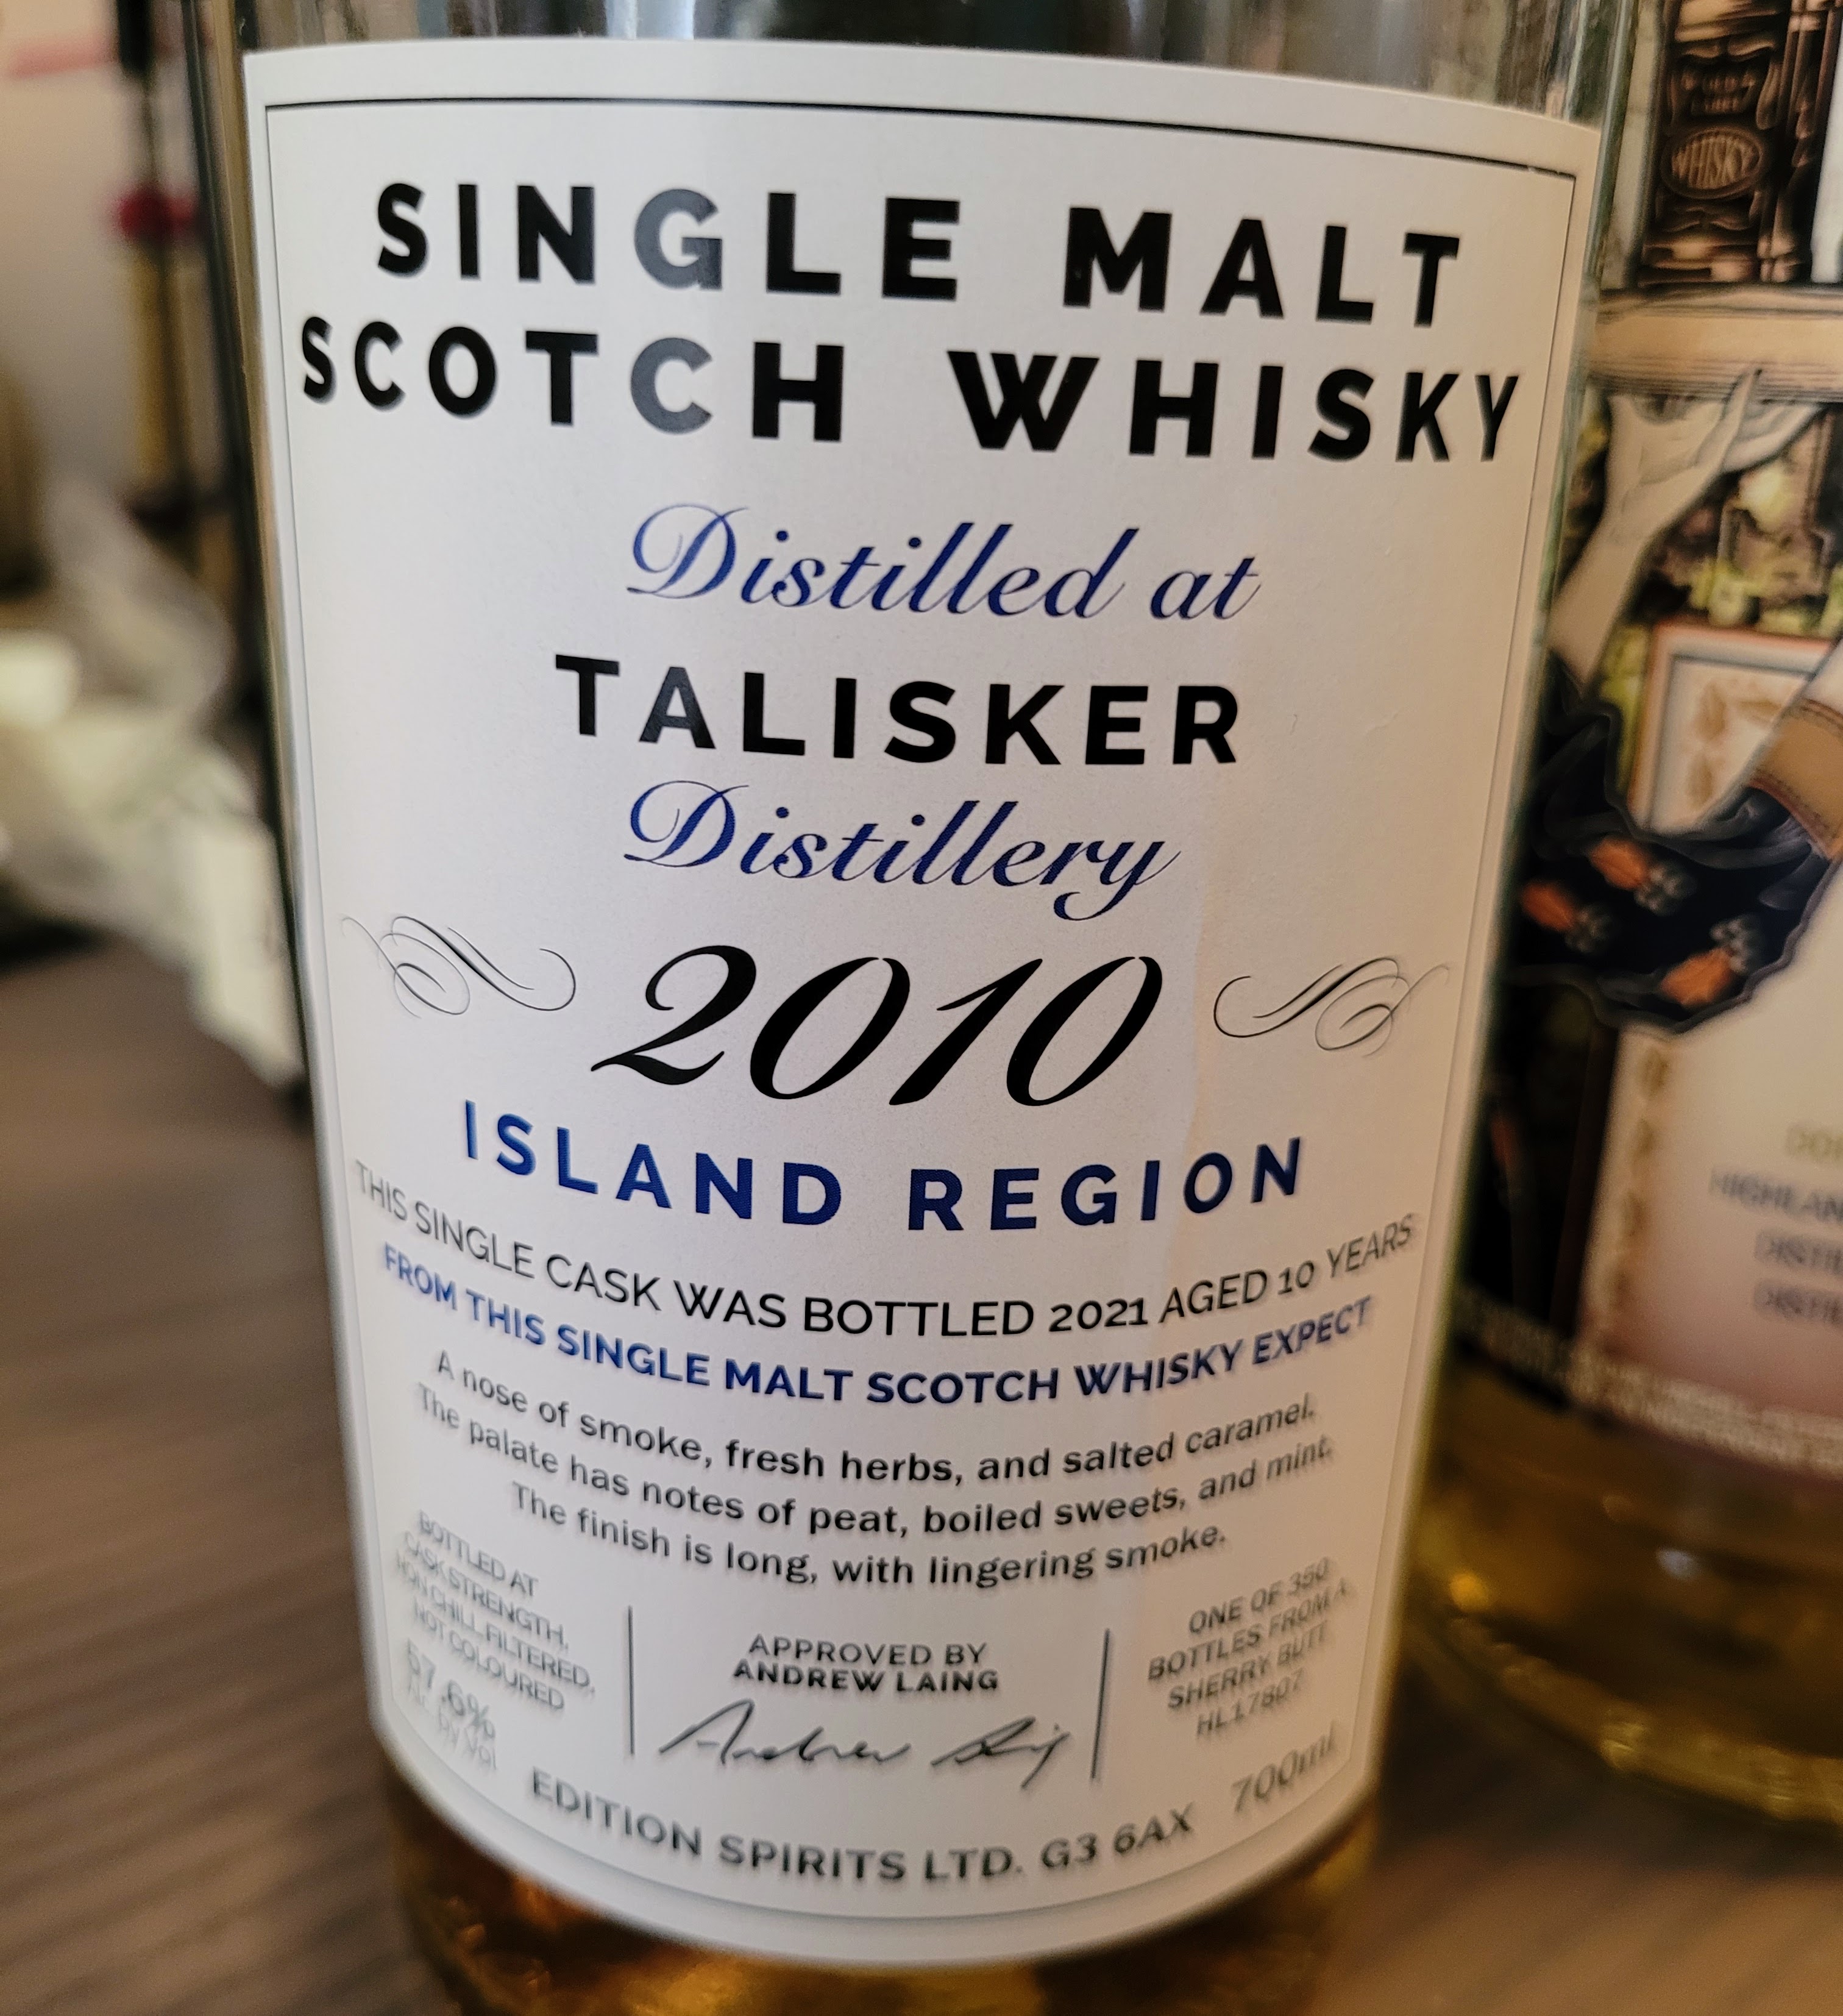 SINGLE MALT
SCOTCH WHISKY
Distilled at
TALISKER
Distillery
2010
ISLAND REGION
THIS SINGLE CASK WAS BOTTLED 2021 AGED 10 YEARS
FROM THIS SINGLE MALT SCOTCH WHISKY EXPECT
A nose of smoke, fresh herbs, and salted caramel.
The palate has notes of peat, boiled sweets, and mint.
The finish is long, with lingering smoke.
BOTTLED AT
CASK STRENGTH,
NON CHILL FILTERED,
NOT COLOURED
57.6%
Alc. by Vol
APPROVED BY
ANDREW LAING
Andrew Laing
ONE OF 350
BOTTLES FROM A
SHERRY BUTT
HL17807
700ml
EDITION SPIRITS LTD. G3 6AX
WHISKY